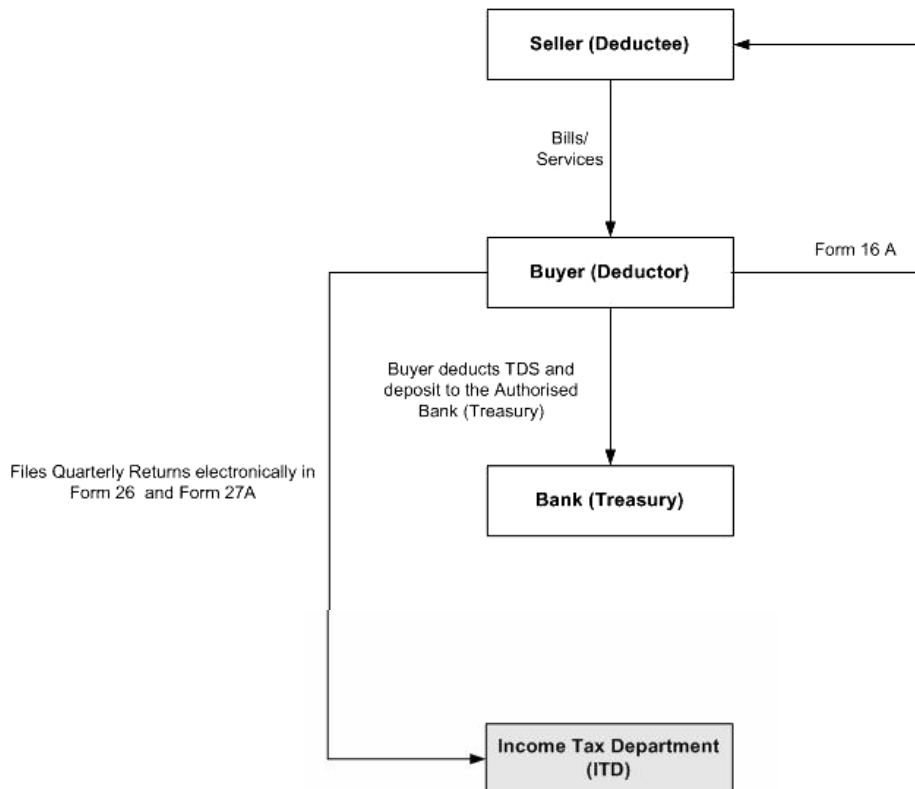 Seller (Deductee)
Bills/
Services
Form 16 A
Buyer (Deductor)
Buyer deducts TDS and
deposit to the Authorised
Bank (Treasury)
Files Quarterly Returns electronically in
Form 26 and Form 27A
Bank (Treasury)
Income Tax Department
(ITD)